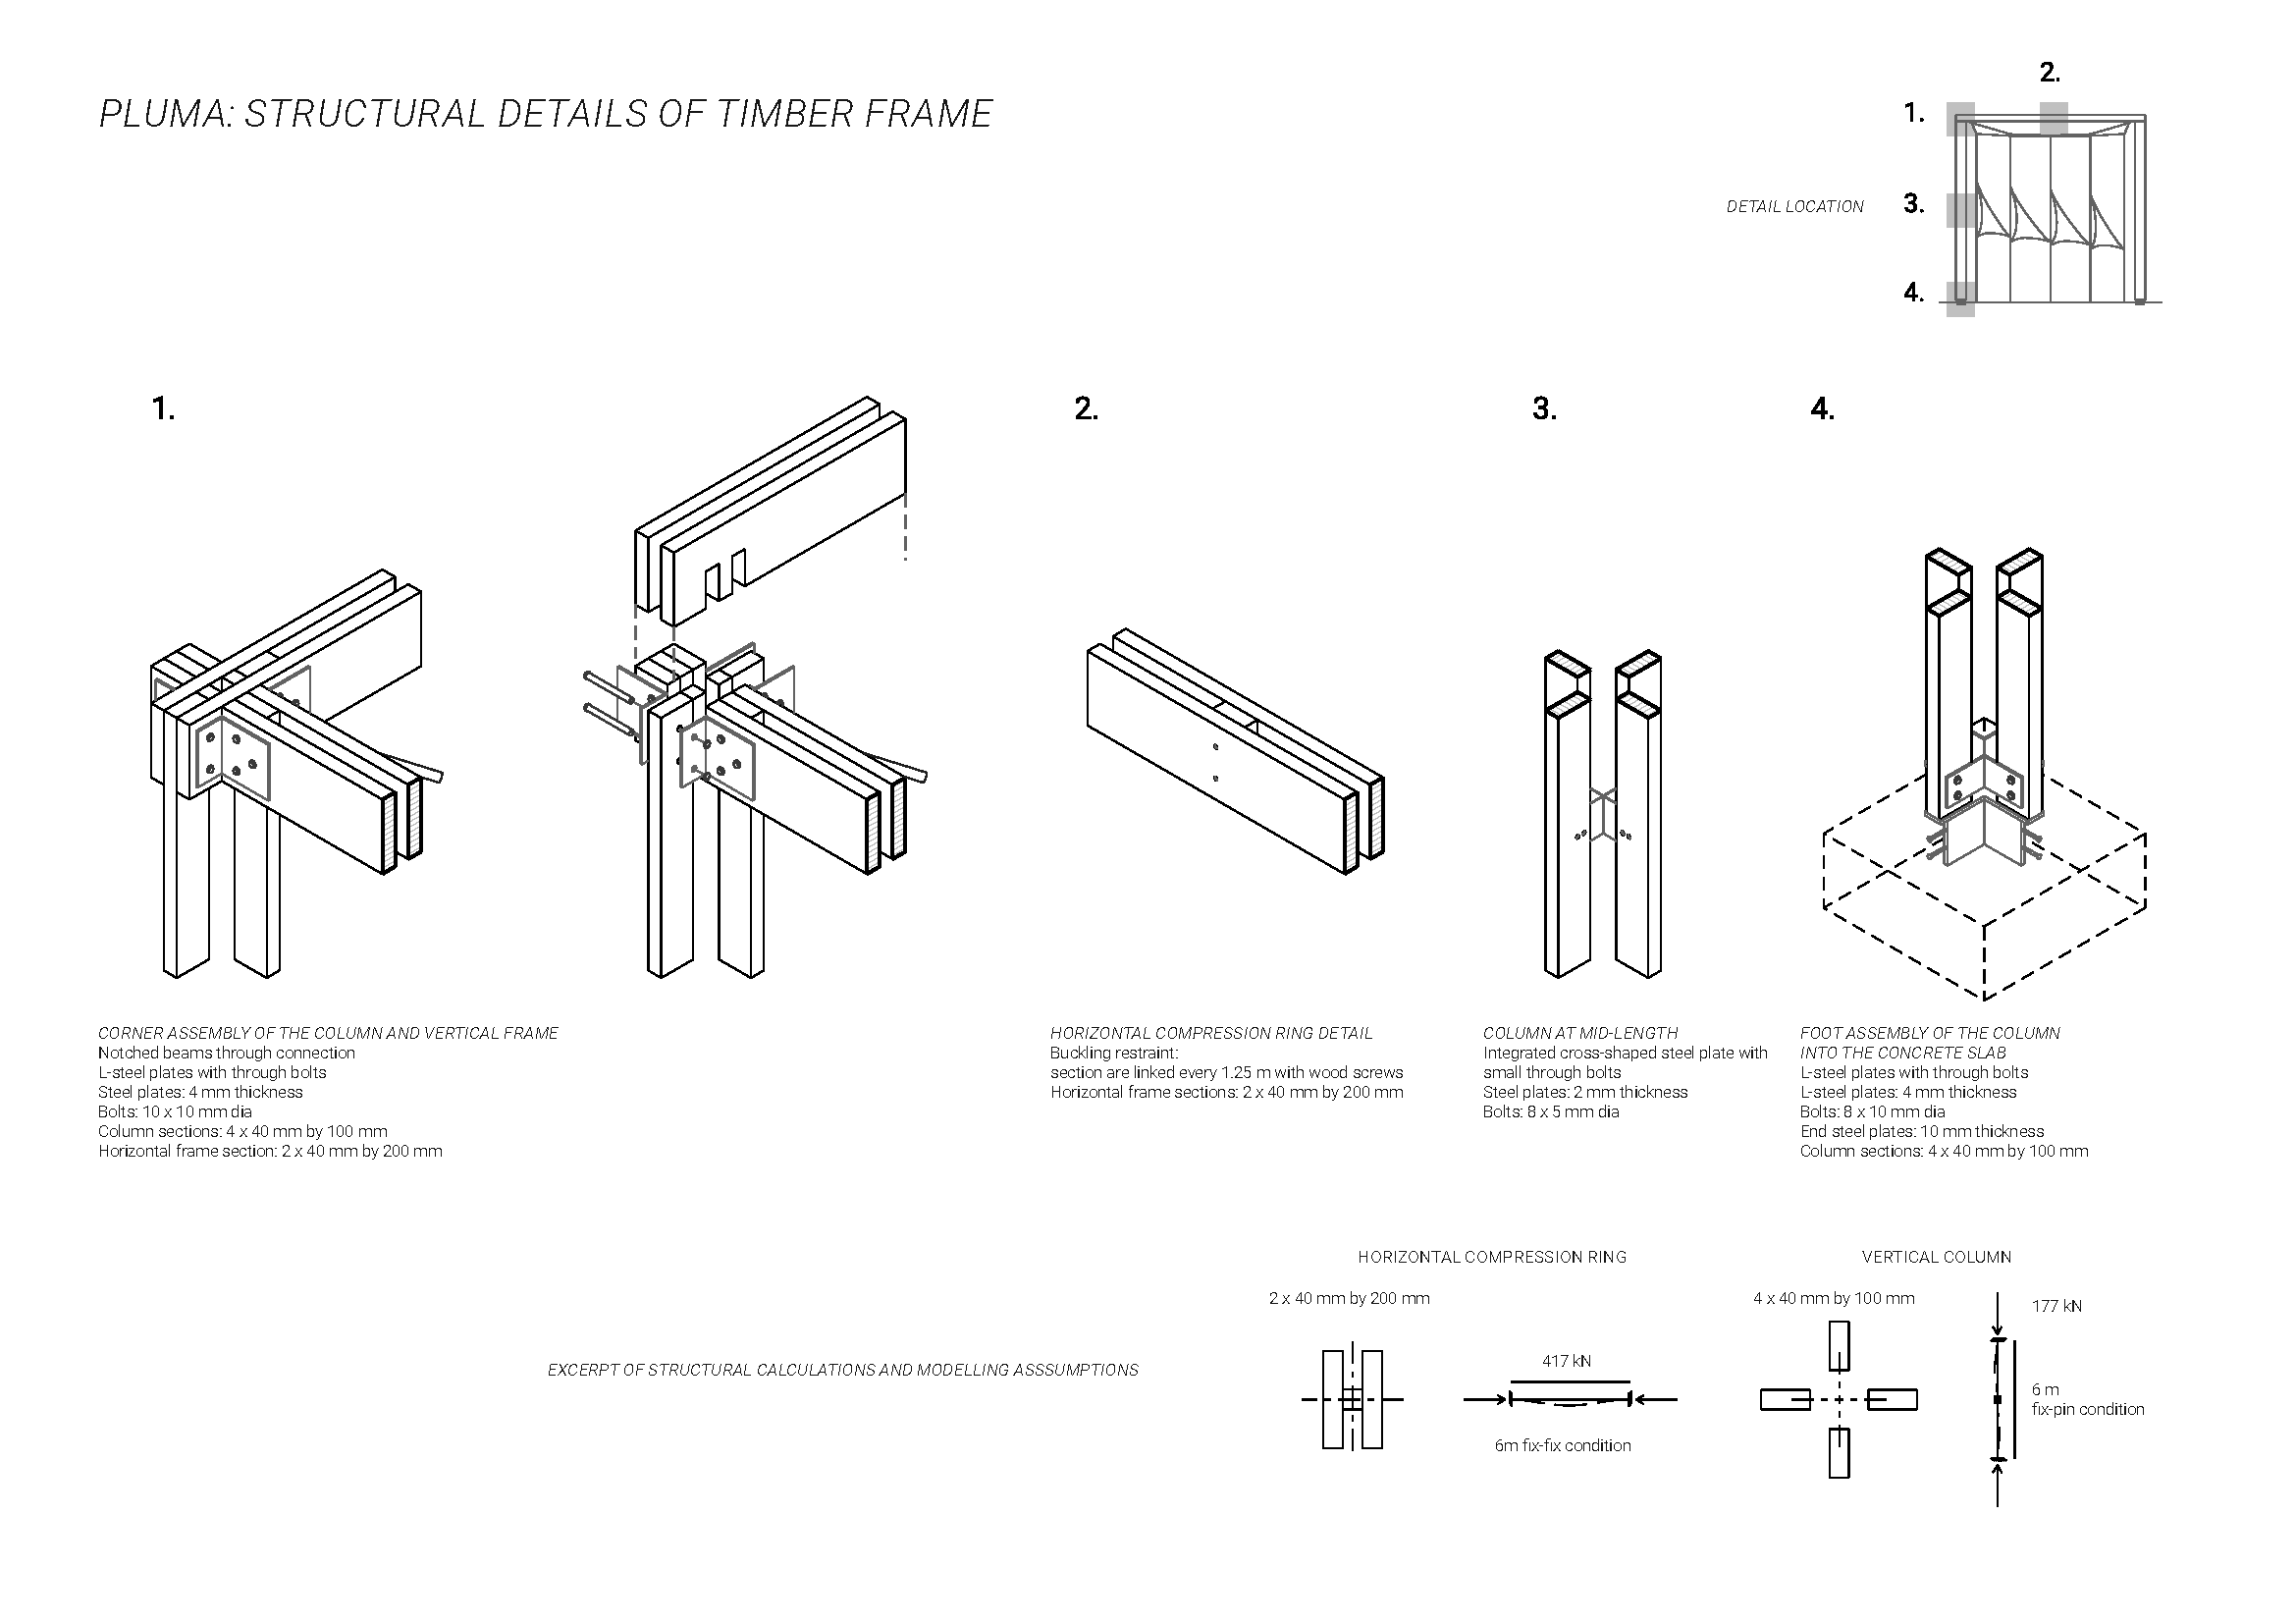 PLUMA: STRUCTURAL DETAILS OF TIMBER FRAME
2.
1.
DETAIL LOCATION
3.
4.
1.
2.
3.
4.
CORNER ASSEMBLY OF THE COLUMN AND VERTICAL FRAME
Notched beams through connection
L-steel plates with through bolts
Steel plates: 4 mm thickness
Bolts: 10 x 10 mm dia
Column sections: 4 x 40 mm by 100 mm
Horizontal frame section: 2 x 40 mm by 200 mm
HORIZONTAL COMPRESSION RING DETAIL
Buckling restraint:
section are linked every 1.25 m with wood screws
Horizontal frame sections: 2 x 40 mm by 200 mm
COLUMN AT MID-LENGTH
Integrated cross-shaped steel plate with
small through bolts
Steel plates: 2 mm thickness
Bolts: 8 x 5 mm dia
FOOT ASSEMBLY OF THE COLUMN
INTO THE CONCRETE SLAB
L-steel plates with through bolts
L-steel plates: 4 mm thickness
Bolts: 8 x 10 mm dia
End steel plates: 10 mm thickness
Column sections: 4 x 40 mm by 100 mm
EXCERPT OF STRUCTURAL CALCULATIONS AND MODELLING ASSSUMPTIONS
HORIZONTAL COMPRESSION RING
2 x 40 mm by 200 mm
417 kN
6m fix-fix condition
VERTICAL COLUMN
4 x 40 mm by 100 mm
177 kN
6 m
fix-pin condition